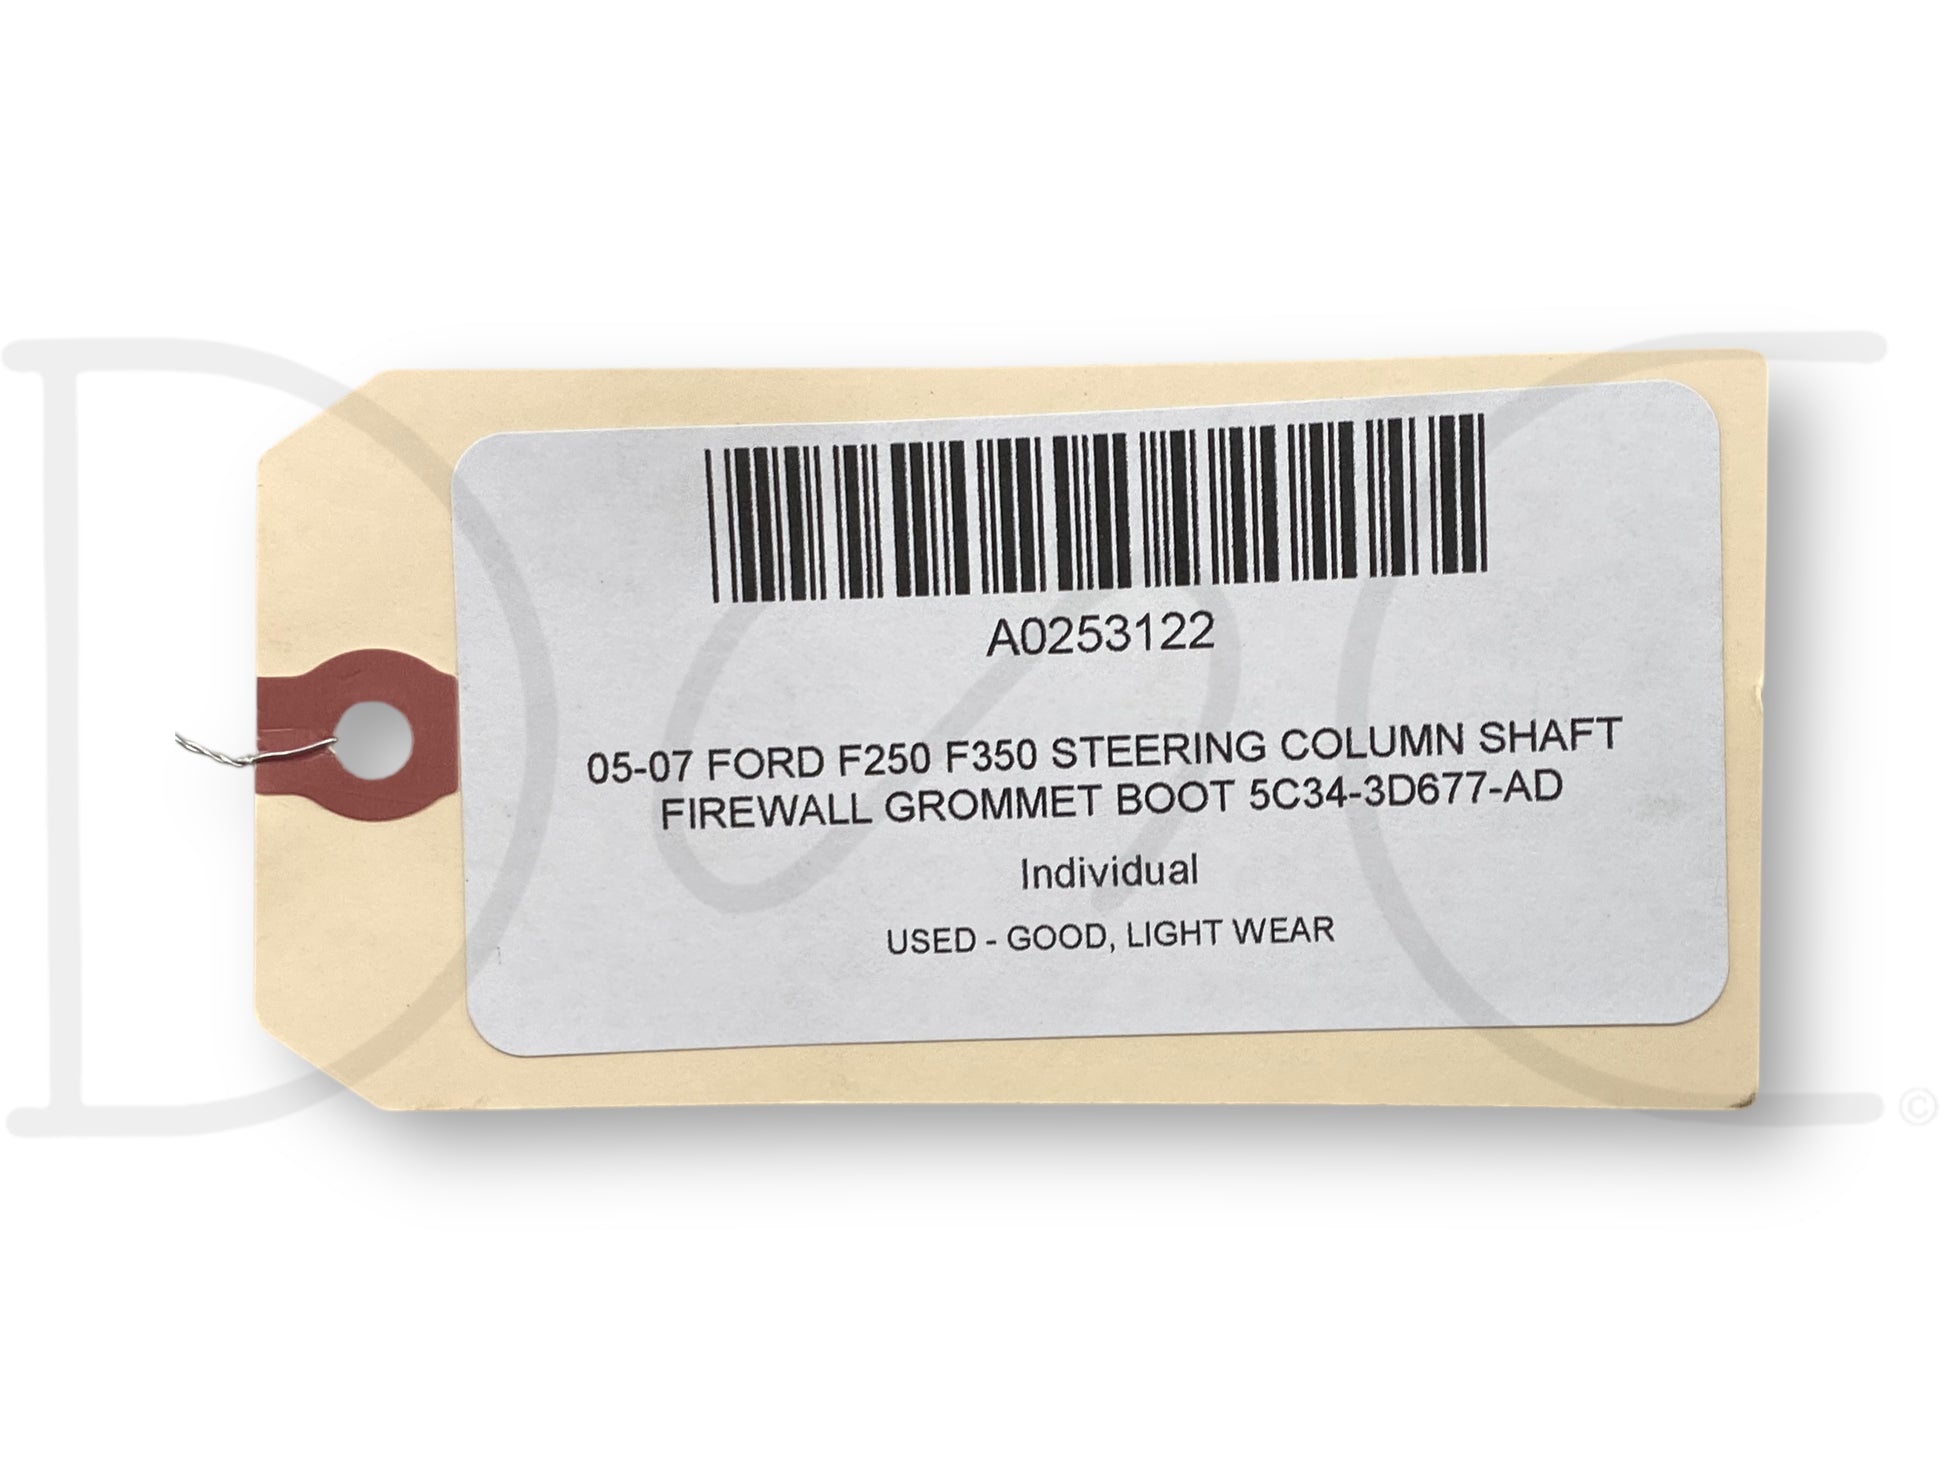 A0253122
05-07 FORD F250 F350 STEERING COLUMN SHAFT
FIREWALL GROMMET BOOT 5C34-3D677-AD
Individual
USED - GOOD, LIGHT WEAR
©